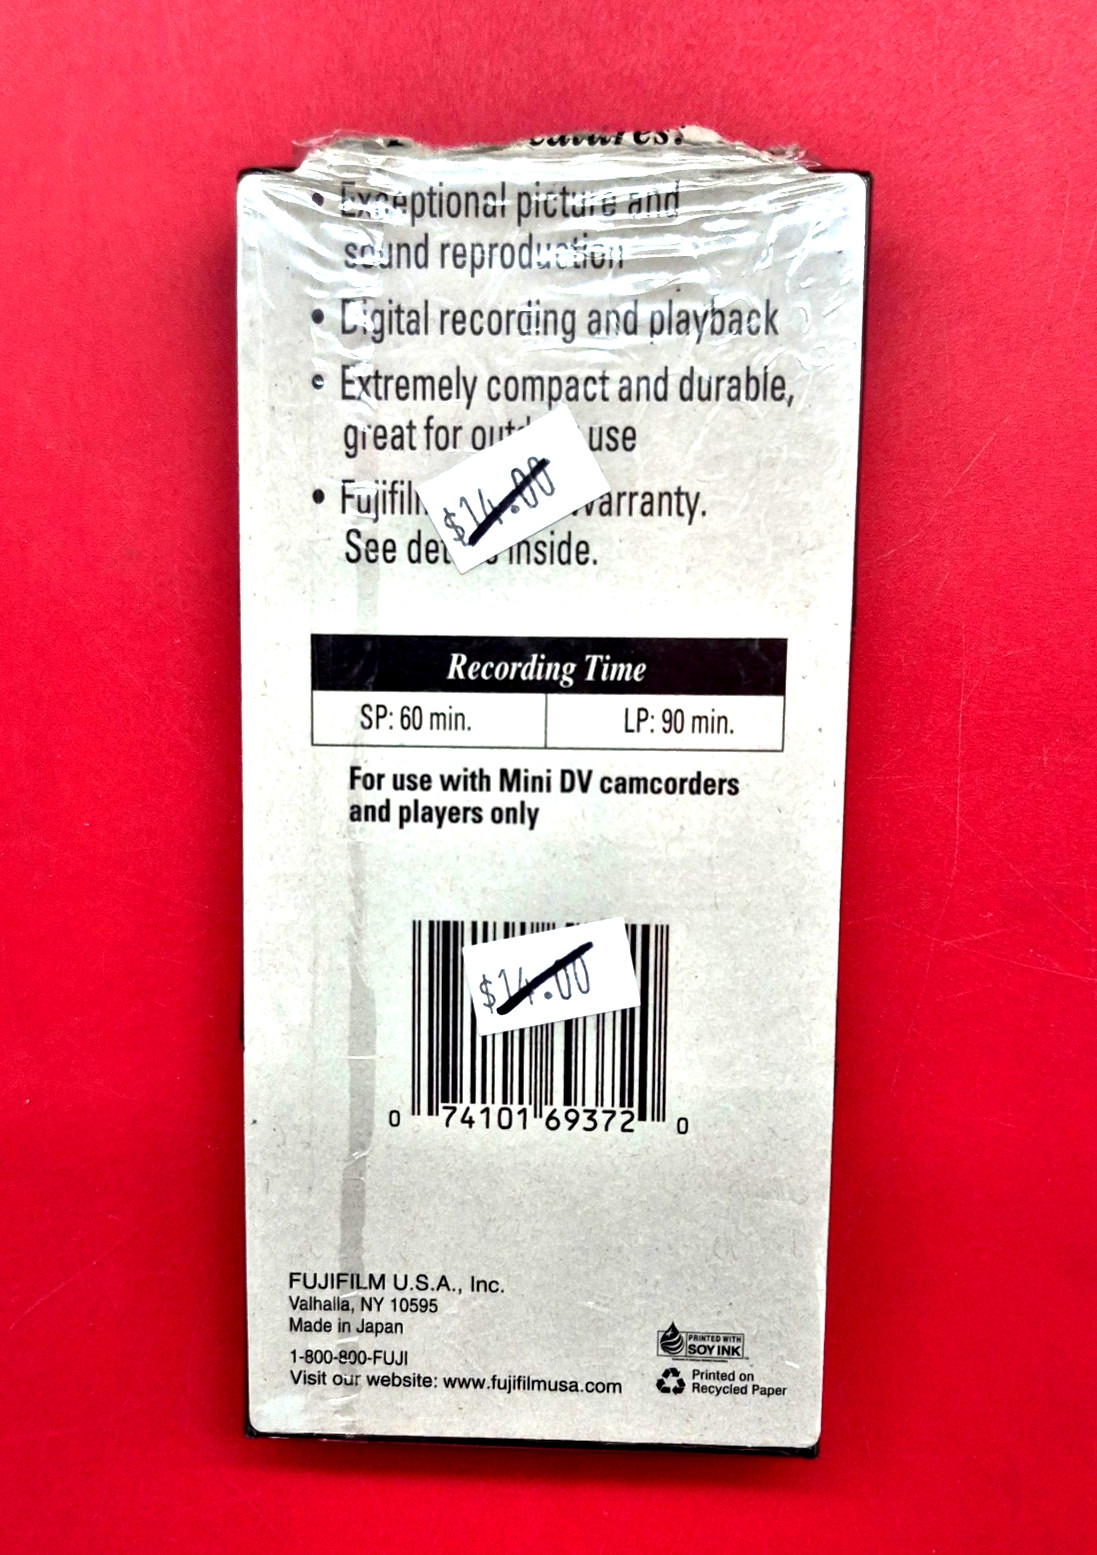 • Exceptional picture and
sound reproduction
• Digital recording and playback
• Extremely compact and durable,
great for use
•
See inside.
$14.00
Recording Time
SP: 60 min.
LP: 90 min.
For use with Mini DV camcorders
and players only
$14.00
0 74101 69372 0
FUJIFILM U.S.A., Inc.
Valhalla, NY 10595
Made in Japan
1-800-800-FUJI
Visit our website: www.fujifilmusa.com
PRINTED WITH
SOY INK
Printed on
Recycled Paper